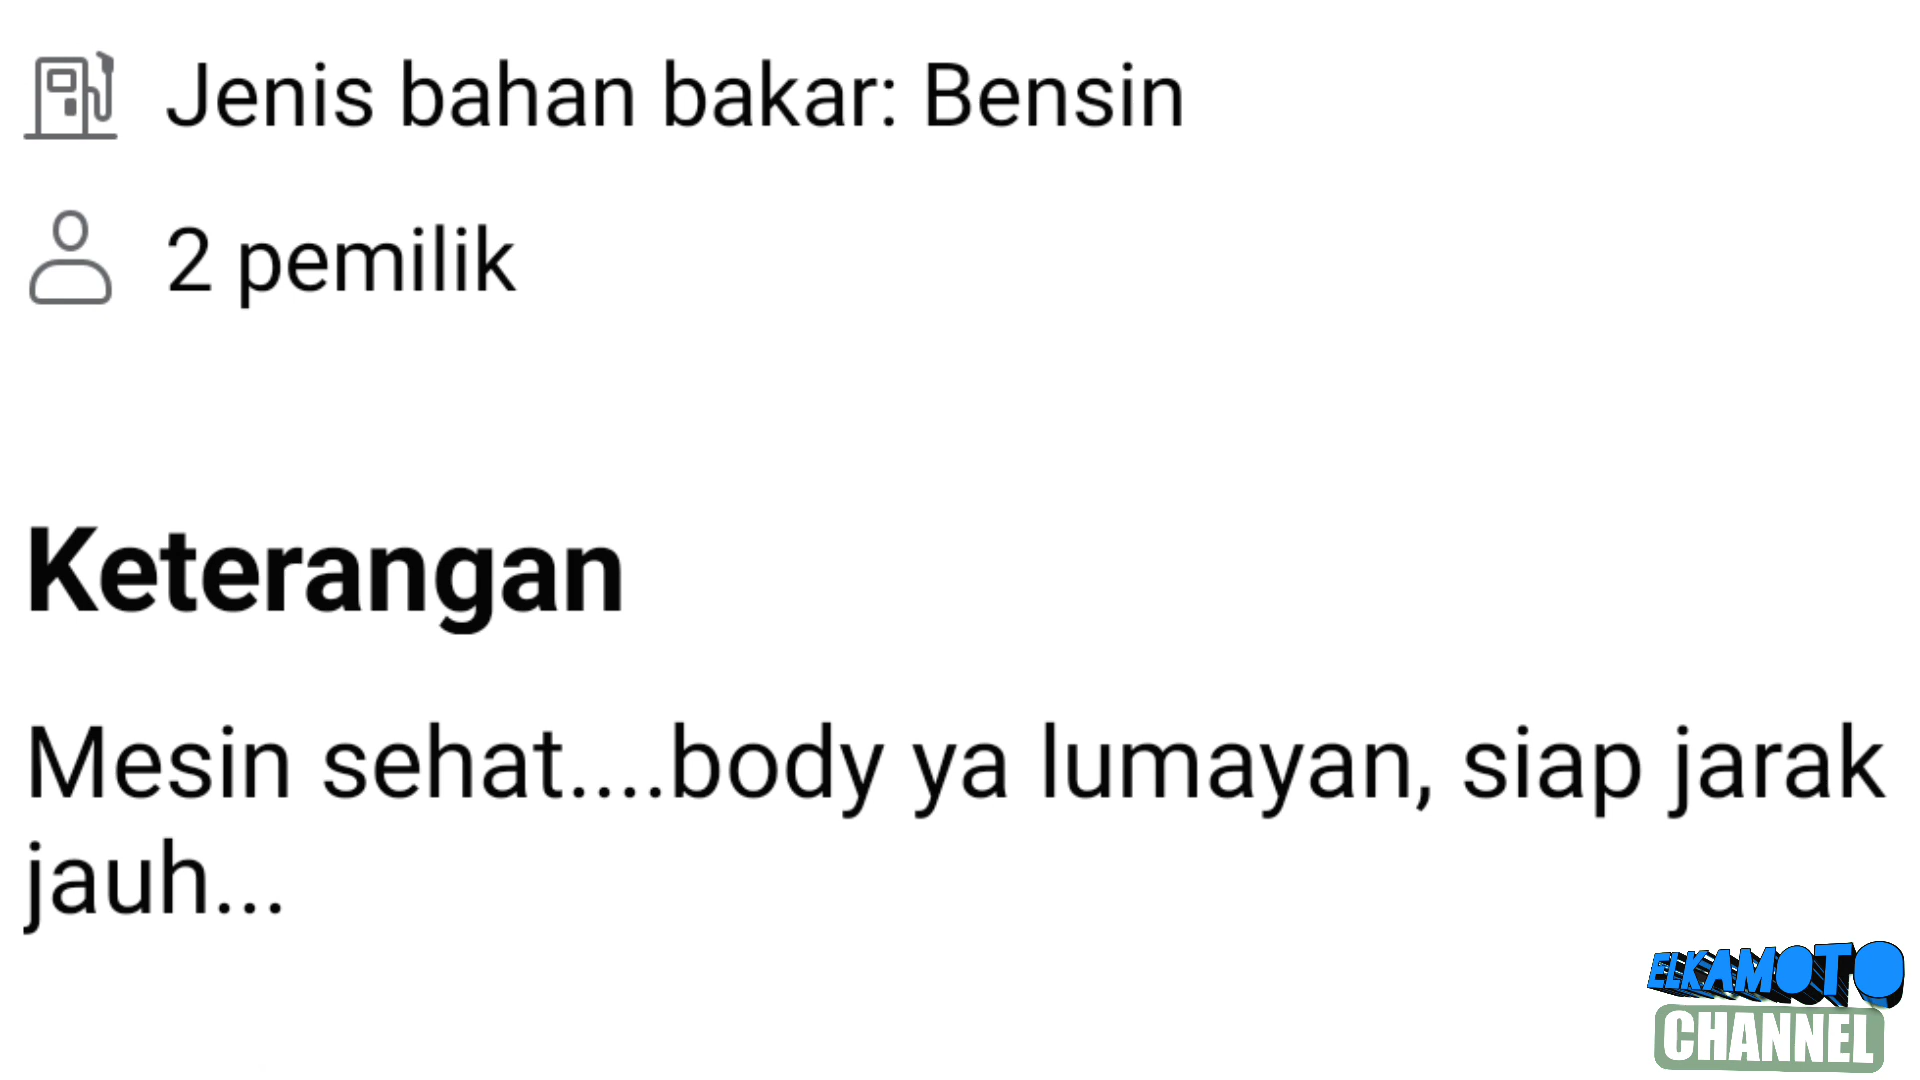 Jenis bahan bakar: Bensin
2 pemilik
Keterangan
Mesin sehat....body ya lumayan, siap jarak
jauh...
ELKAMOTO
CHANNEL